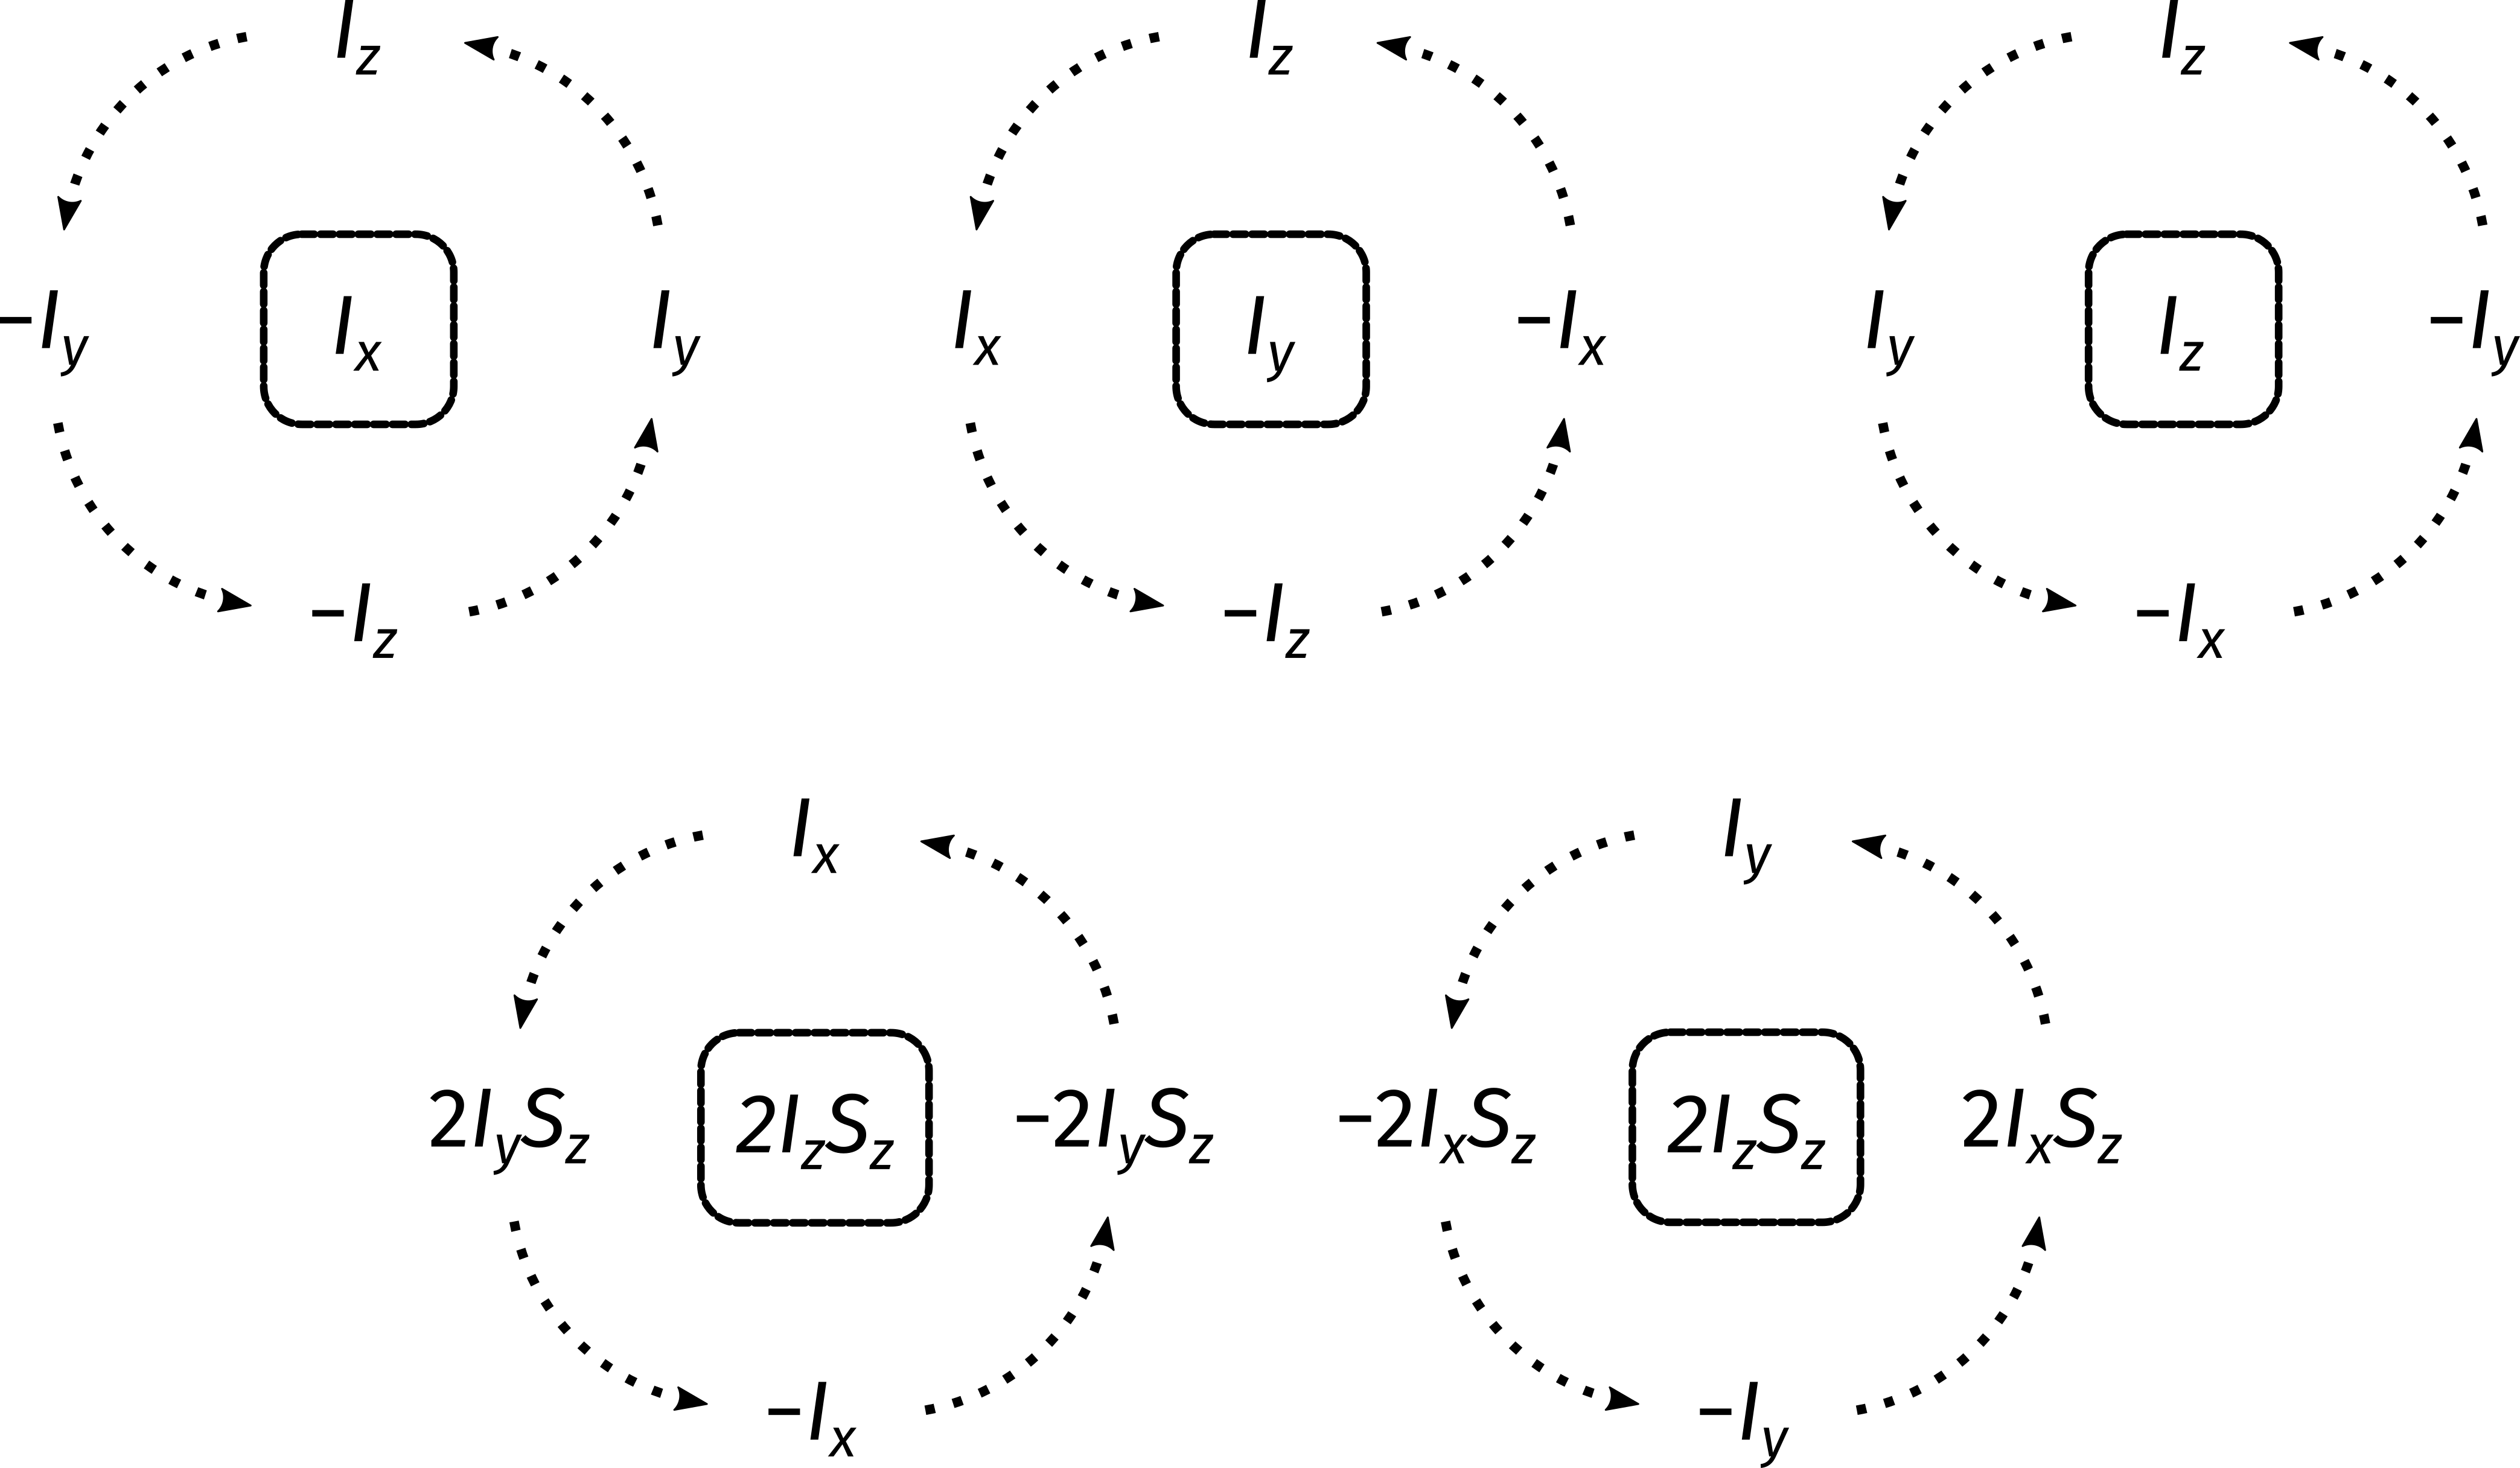 I_z I_z I_z
−I_y I_x I_y I_x I_y −I_x I_y I_z −I_y
−I_z −I_z −I_x
I_x I_y
2I_yS_z 2I_zS_z −2I_yS_z −2I_xS_z 2I_zS_z 2I_xS_z
−I_x −I_y